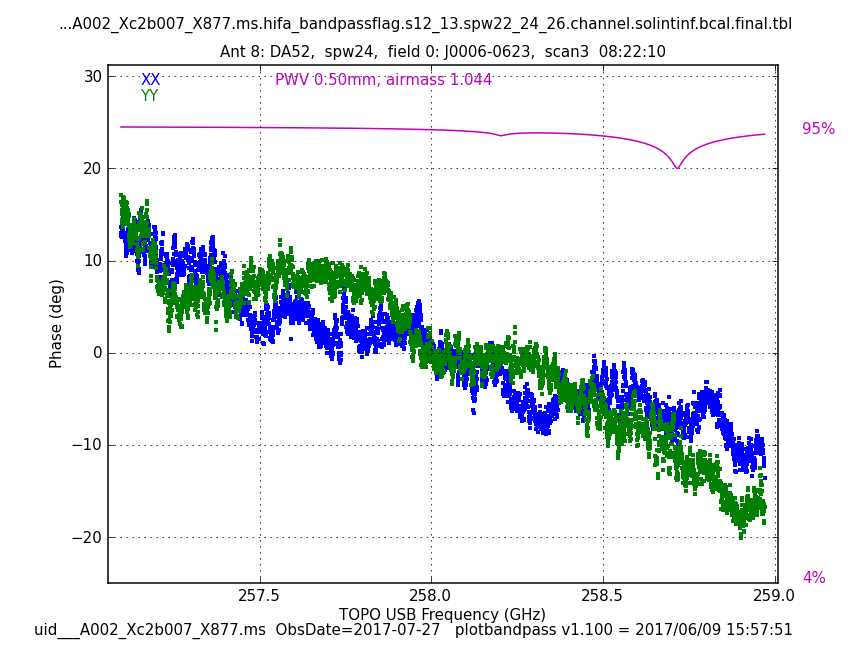 ...A002_Xc2b007_X877.ms.hifa_bandpassflag.s12_13.spw22_24_26.channel.solintinf.bcal.final.tbl
Ant 8: DA52, spw24, field 0: J0006-0623, scan3 08:22:10
XX
YY
PWV 0.50mm, airmass 1.044
95%
4%
30
20
10
0
−10
−20
Phase (deg)
257.5 258.0 258.5 259.0
TOPO USB Frequency (GHz)
uid___A002_Xc2b007_X877.ms ObsDate=2017-07-27 plotbandpass v1.100 = 2017/06/09 15:57:51